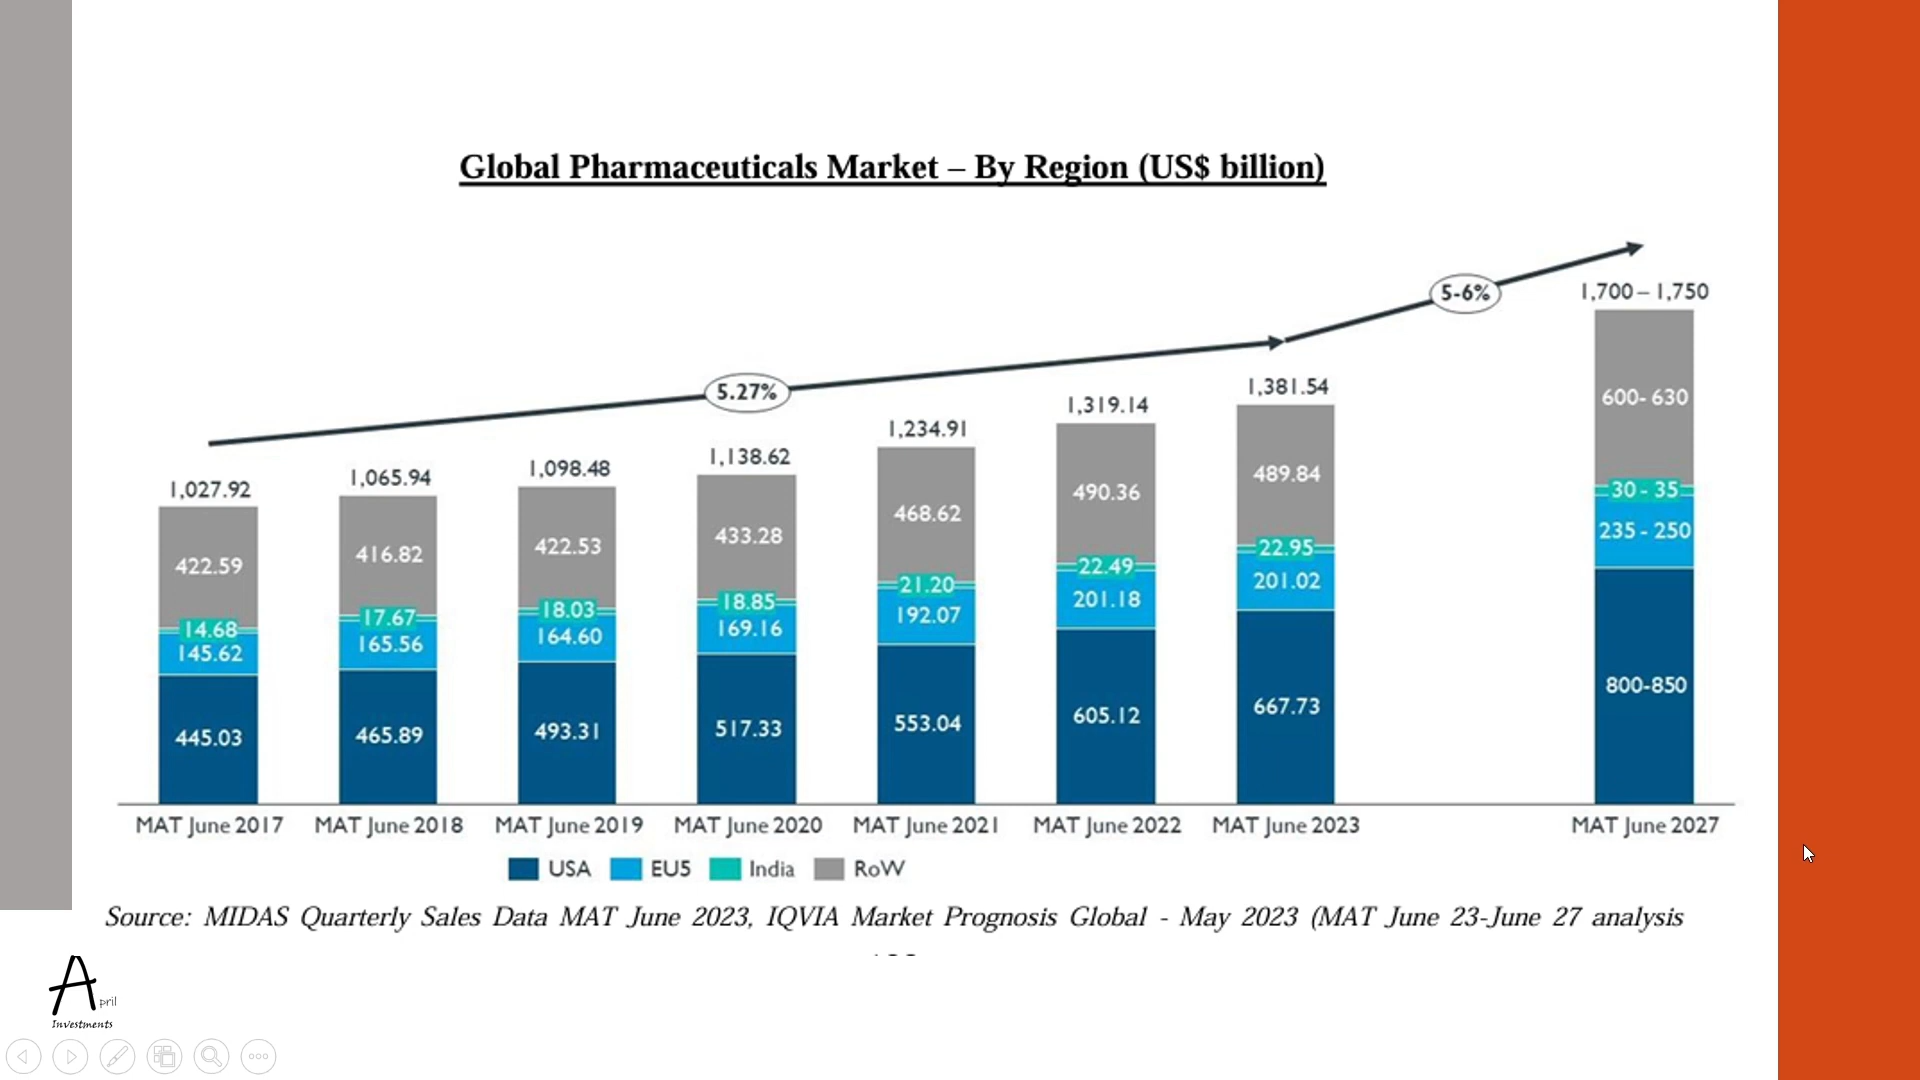 Global Pharmaceuticals Market – By Region (US$ billion)
5-6%
1,700 – 1,750
5.27%
1,381.54
1,319.14
1,234.91
1,138.62
1,098.48
1,065.94
1,027.92
422.59
416.82
422.53
433.28
468.62
490.36
489.84
600- 630
14.68
17.67
18.03
18.85
21.20
22.49
22.95
30 - 35
145.62
165.56
164.60
169.16
192.07
201.18
201.02
235 - 250
445.03
465.89
493.31
517.33
553.04
605.12
667.73
800-850
MAT June 2017
MAT June 2018
MAT June 2019
MAT June 2020
MAT June 2021
MAT June 2022
MAT June 2023
MAT June 2027
USA
EU5
India
RoW
Source: MIDAS Quarterly Sales Data MAT June 2023, IQVIA Market Prognosis Global - May 2023 (MAT June 23-June 27 analysis
April
Investments